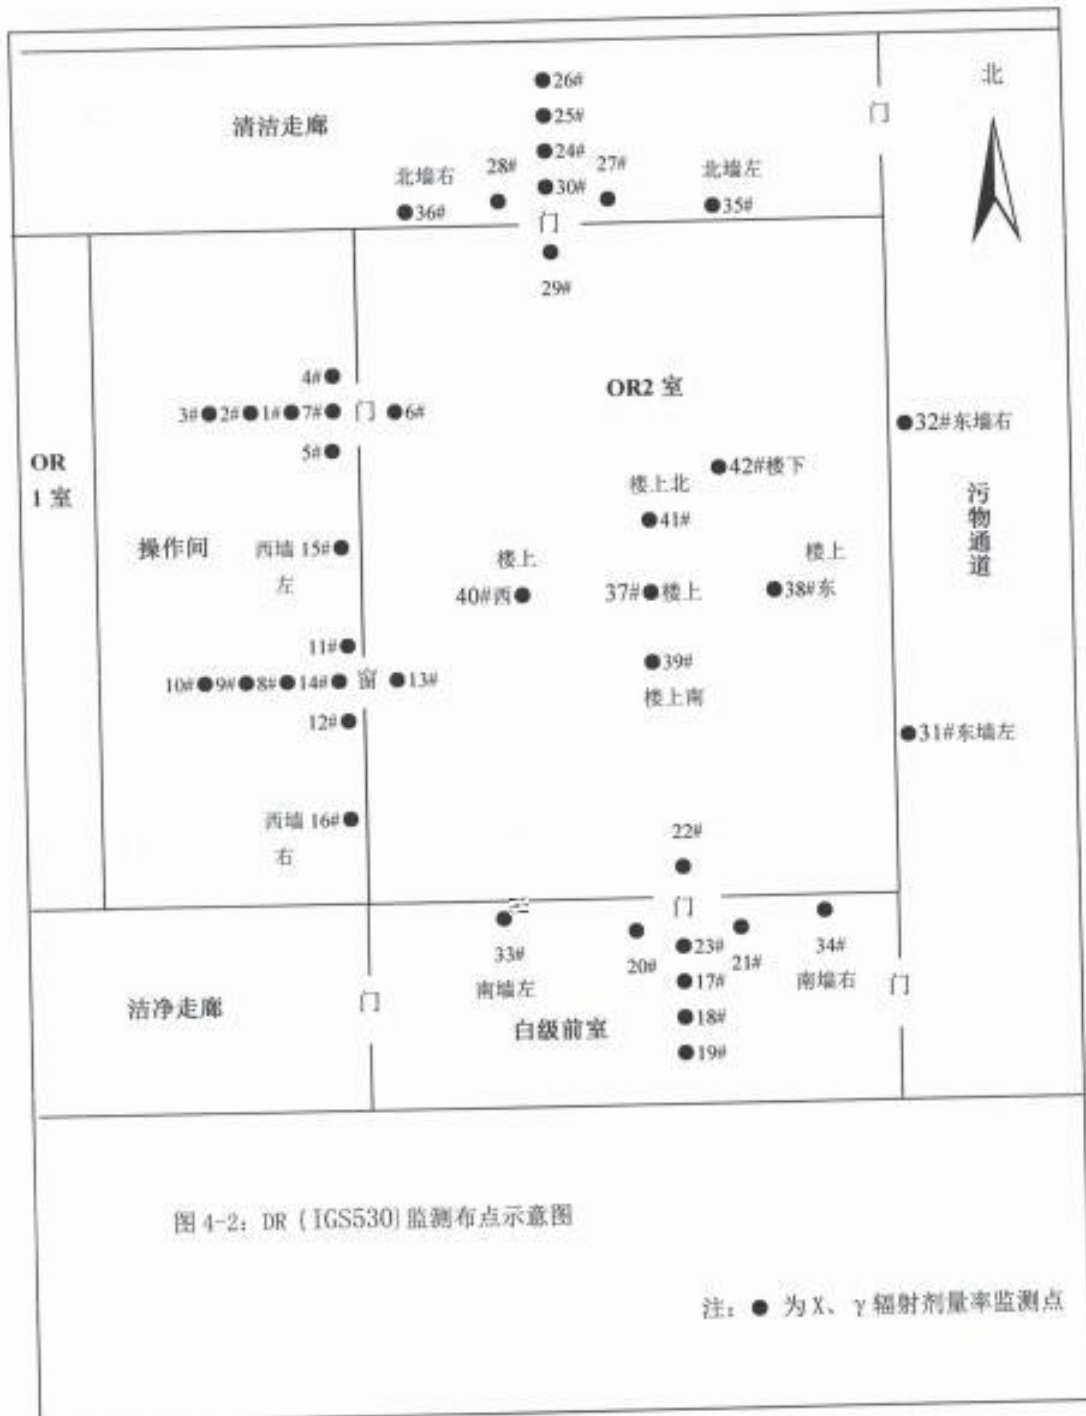 北
26#
25#
门
清洁走廊
24#
北墙右
28#
27#
北墙左
30#
36#
35#
门
29#
OR2 室
4#
3# 2# 1# 7# 门 6#
32#东墙右
5#
OR
1 室
42#楼下
楼上北
41#
污物通道
操作间
西墙 15#
左
楼上
40#西
37# 楼上
楼上
38#东
11#
39#
楼上南
10# 9# 8# 14# 窗 13#
12#
31#东墙左
西墙 16#
右
22#
门
33#
南墙左
20#
23#
21#
34#
南墙右
17#
门
门
洁净走廊
18#
白级前室
19#
图 4-2: DR (IGS530)监测布点示意图
注: ● 为 X、γ 辐射剂量率监测点